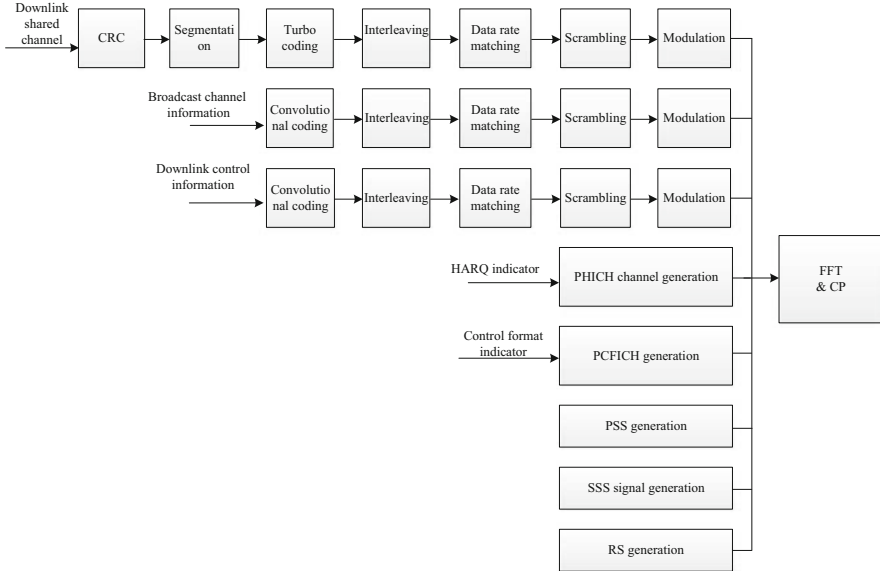 Downlink
shared
channel
CRC
Segmentati
on
Turbo
coding
Interleaving
Data rate
matching
Scrambling
Modulation
Broadcast channel
information
Convolutio
nal coding
Interleaving
Data rate
matching
Scrambling
Modulation
Downlink control
information
Convolutio
nal coding
Interleaving
Data rate
matching
Scrambling
Modulation
HARQ indicator
PHICH channel generation
FFT
& CP
Control format
indicator
PCFICH generation
PSS generation
SSS signal generation
RS generation